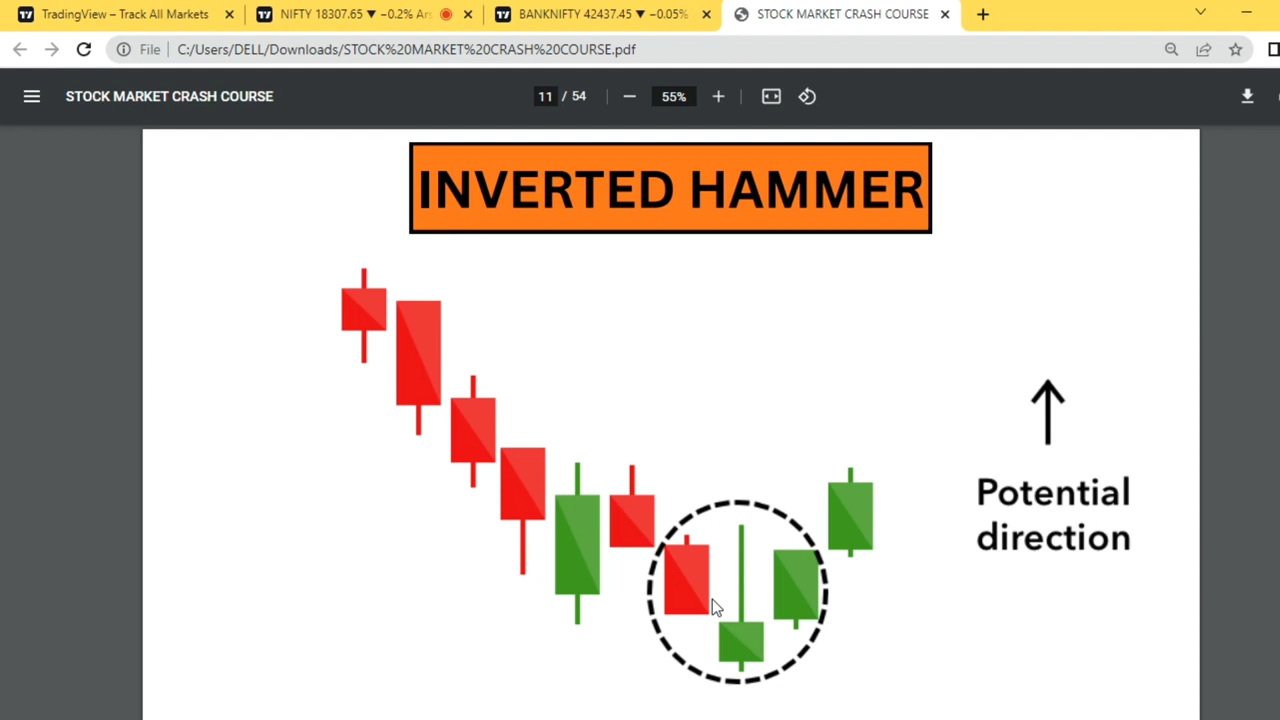 TradingView – Track All Markets
NIFTY 18307.65 ▼ −0.2%
BANKNIFTY 42437.45 ▼ −0.05%
STOCK MARKET CRASH COURSE
File
C:/Users/DELL/Downloads/STOCK%20MARKET%20CRASH%20COURSE.pdf
STOCK MARKET CRASH COURSE
11 / 54
55%
INVERTED HAMMER
Potential
direction